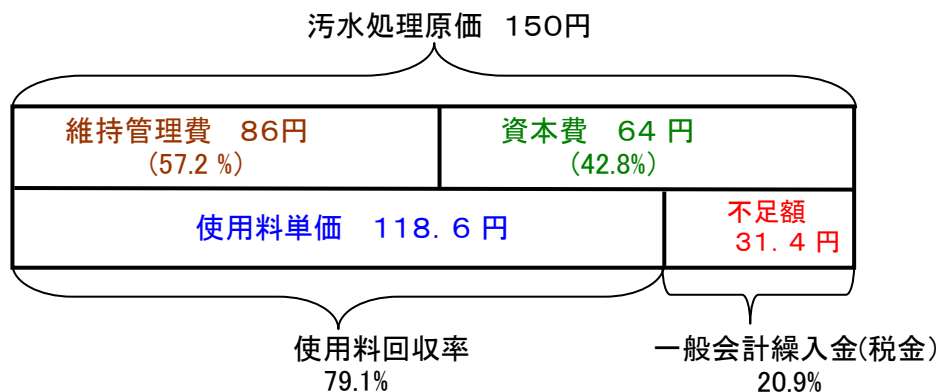 汚水処理原価 150円
維持管理費 86円
(57.2 %)
資本費 64 円
(42.8%)
使用料単価 118.6 円
不足額
31.4 円
使用料回収率
79.1%
一般会計繰入金(税金)
20.9%